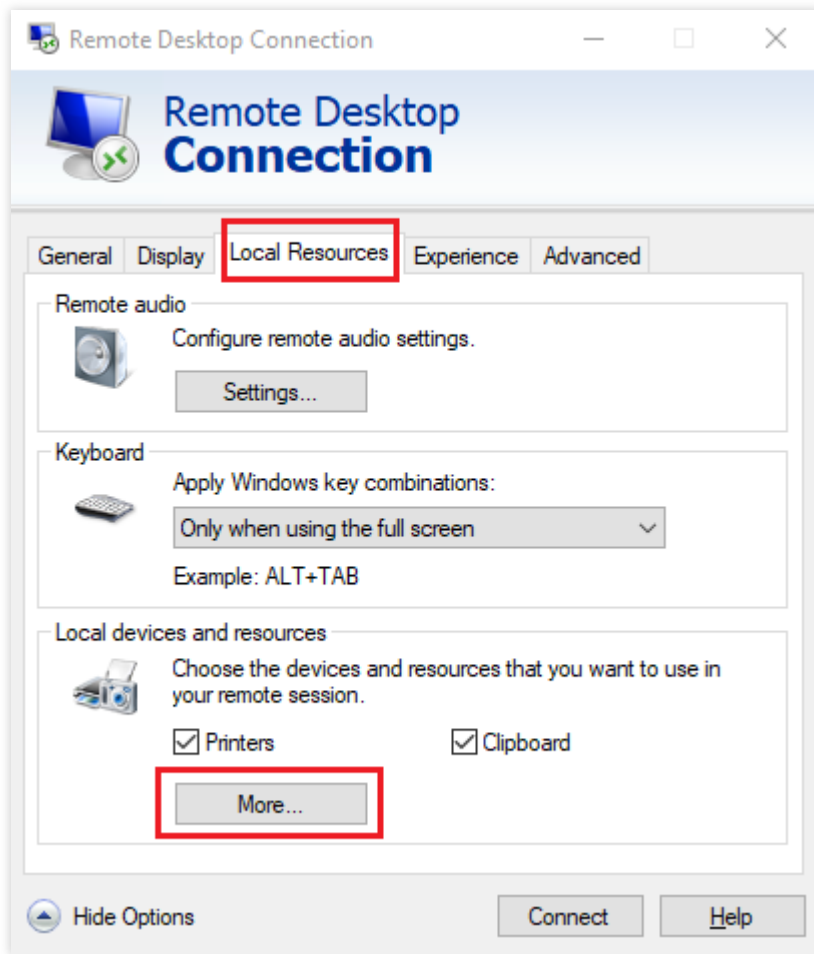 Remote Desktop Connection
Remote Desktop
Connection
General Display Local Resources Experience Advanced
Remote audio
Configure remote audio settings.
Settings...
Keyboard
Apply Windows key combinations:
Only when using the full screen
Example: ALT+TAB
Local devices and resources
Choose the devices and resources that you want to use in
your remote session.
Printers Clipboard
More...
Hide Options Connect Help